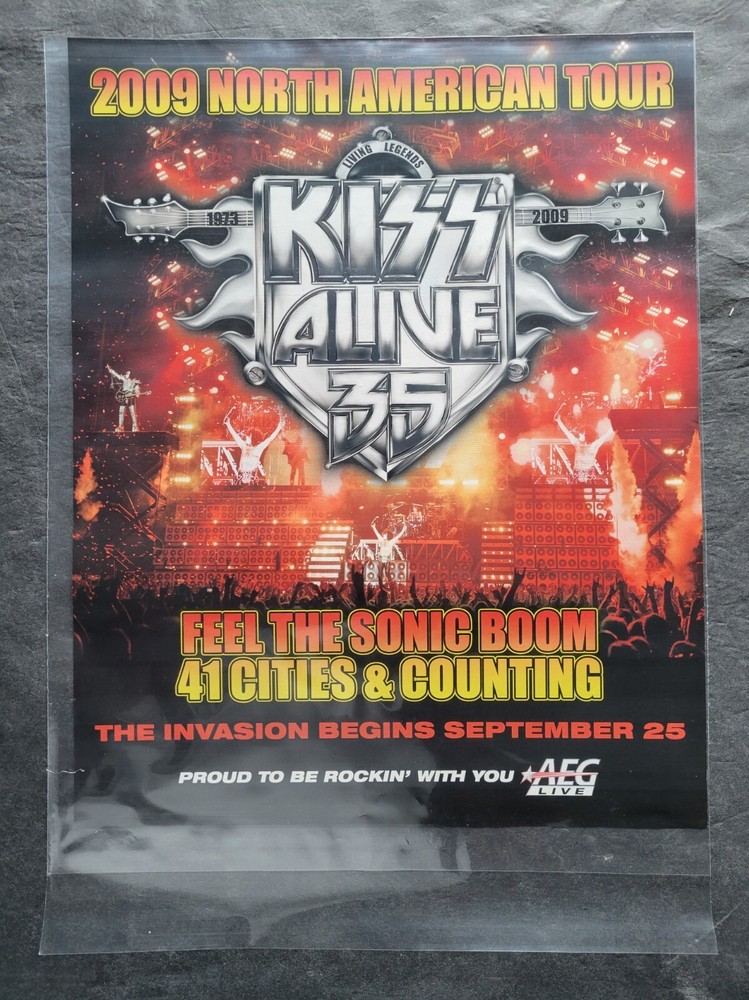 2009 NORTH AMERICAN TOUR
LIVING LEGENDS
1973
2009
KISS
ALIVE
35
FEEL THE SONIC BOOM
41 CITIES & COUNTING
THE INVASION BEGINS SEPTEMBER 25
PROUD TO BE ROCKIN' WITH YOU AEG
LIVE